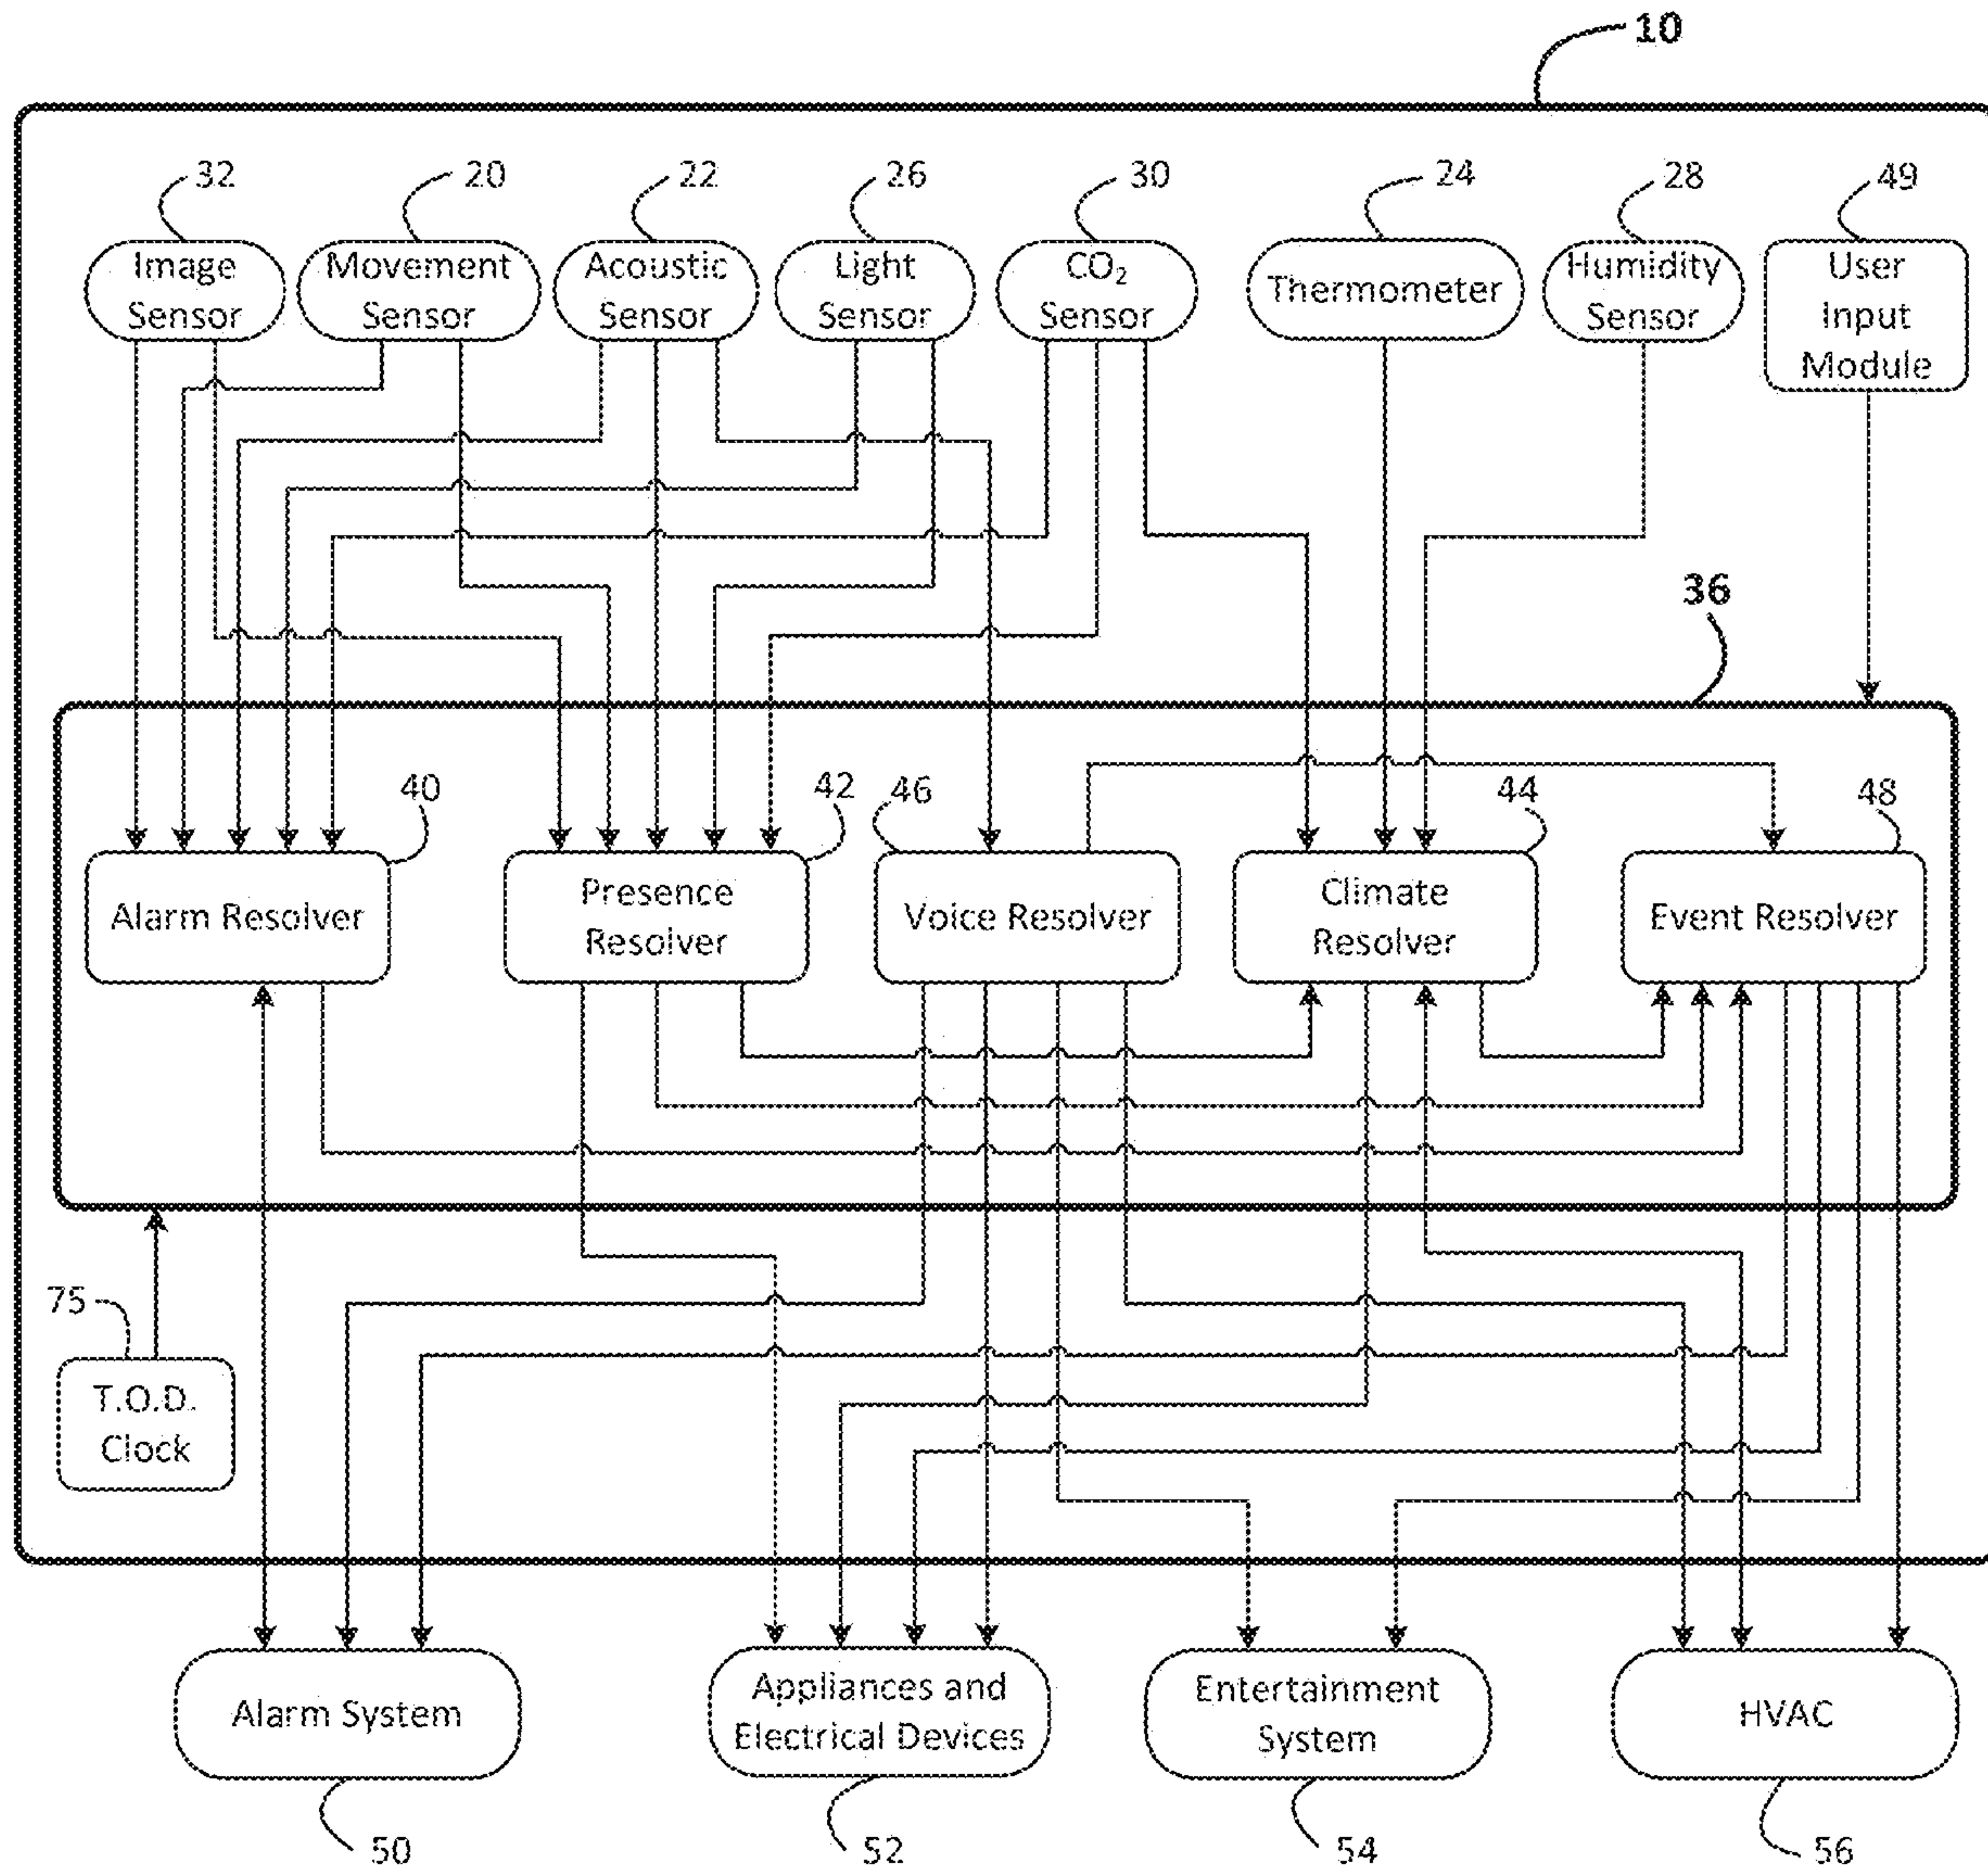 10
32
20
22
26
30
24
28
49
Image
Sensor
Movement
Sensor
Acoustic
Sensor
Light
Sensor
CO₂
Sensor
Thermometer
Humidity
Sensor
User
Input
Module
36
40
42
46
44
48
Alarm Resolver
Presence
Resolver
Voice Resolver
Climate
Resolver
Event Resolver
75
T.O.D.
Clock
Alarm System
Appliances and
Electrical Devices
Entertainment
System
HVAC
50
52
54
56